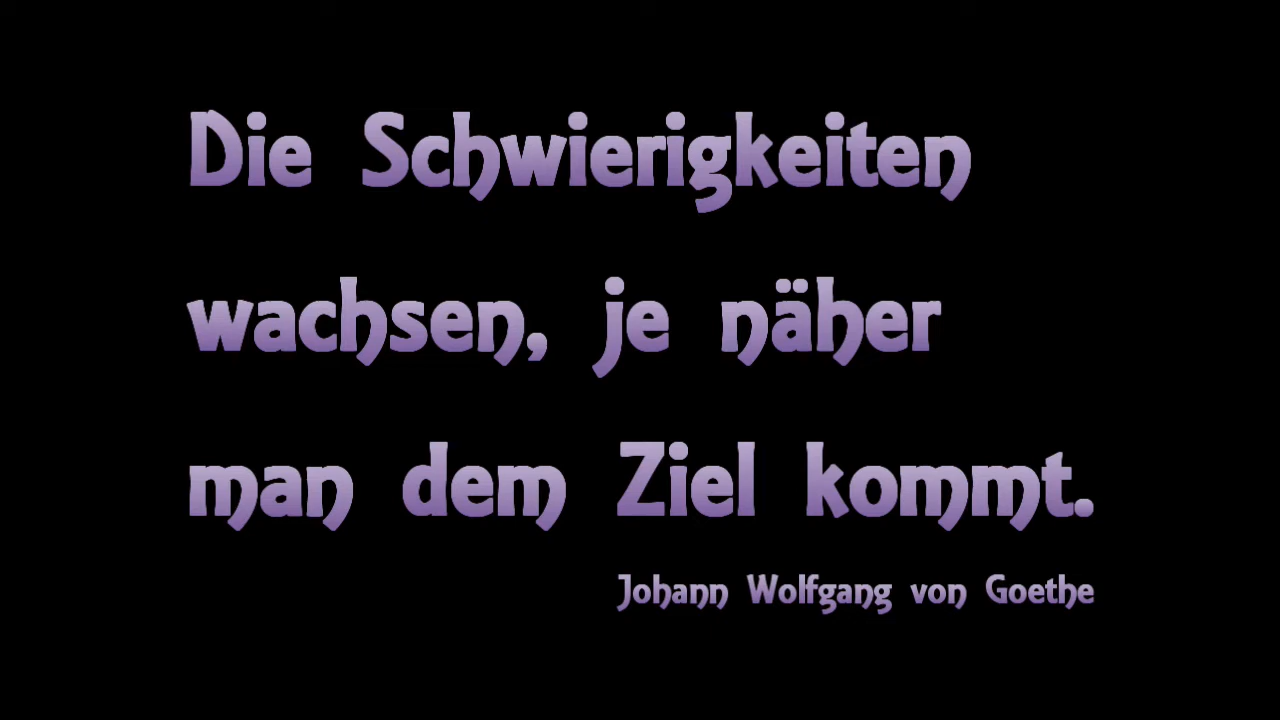 Die Schwierigkeiten
wachsen, je näher
man dem Ziel kommt.
Johann Wolfgang von Goethe